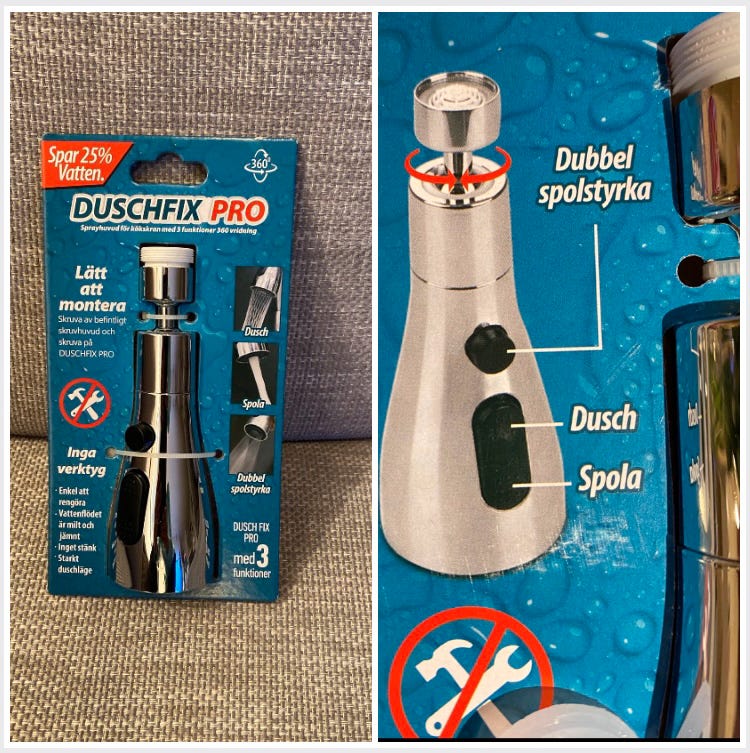 Spar 25%
Vatten.
360°
DUSCHFIX PRO
Sprayhuvud för kökskran med 3 funktioner 360 vridning
Lätt
att
montera
Skruva av befintligt
skruvhuvud och
skruva på
DUSCHFIX PRO
Dusch
Spola
Dubbel
spolstyrka
Inga
verktyg
· Enkel att
rengöra
· Vattenflödet
är milt och
jämnt
· Inget stänk
· Starkt
duschläge
DUSCH FIX
PRO
med 3
funktioner
Dubbel
spolstyrka
Dusch
Spola